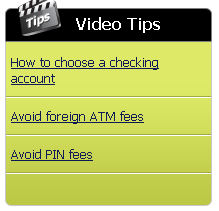 Tips
Video Tips
How to choose a checking
account
Avoid foreign ATM fees
Avoid PIN fees